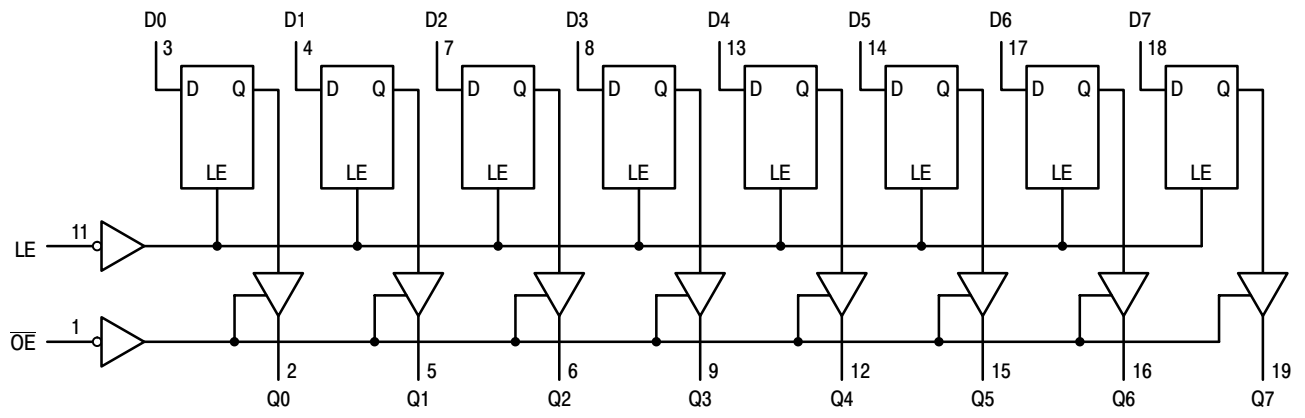 D0 D1 D2 D3 D4 D5 D6 D7
3 4 7 8 13 14 17 18
D Q D Q D Q D Q D Q D Q D Q D Q
LE LE LE LE LE LE LE LE
LE 11
O̅E̅ 1
2 5 6 9 12 15 16 19
Q0 Q1 Q2 Q3 Q4 Q5 Q6 Q7